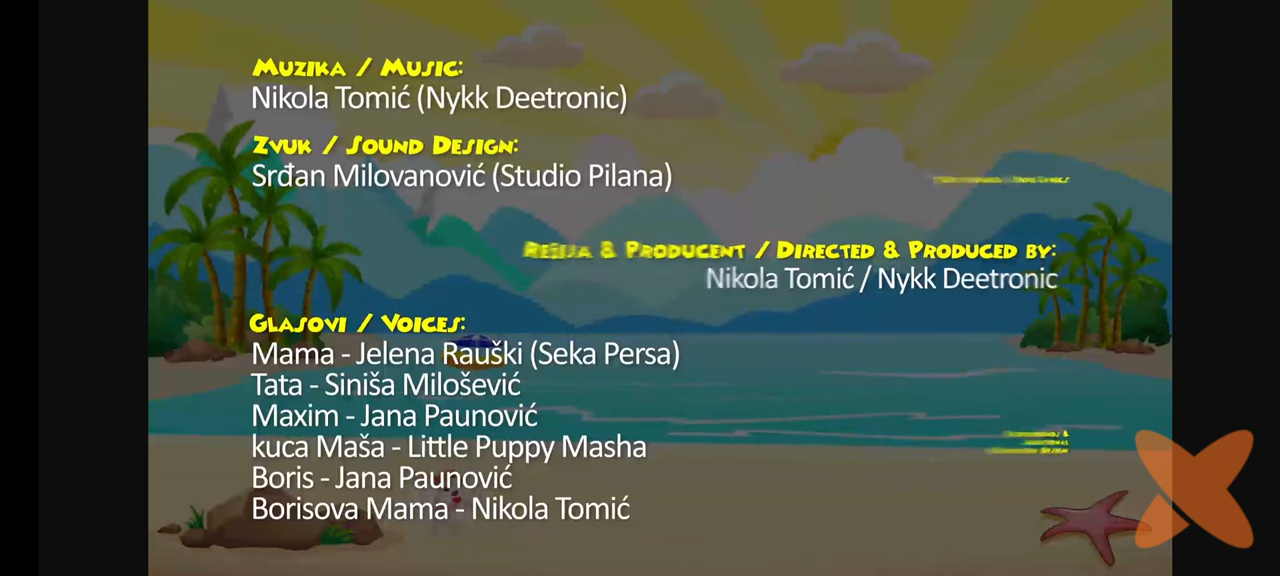 Muzika / Music:
Nikola Tomić (Nykk Deetronic)
Zvuk / Sound Design:
Srđan Milovanović (Studio Pilana)
Režija & Producent / Directed & Produced by:
Nikola Tomić / Nykk Deetronic
Glasovi / Voices:
Mama - Jelena Rauški (Seka Persa)
Tata - Siniša Milošević
Maxim - Jana Paunović
kuca Maša - Little Puppy Masha
Boris - Jana Paunović
Borisova Mama - Nikola Tomić